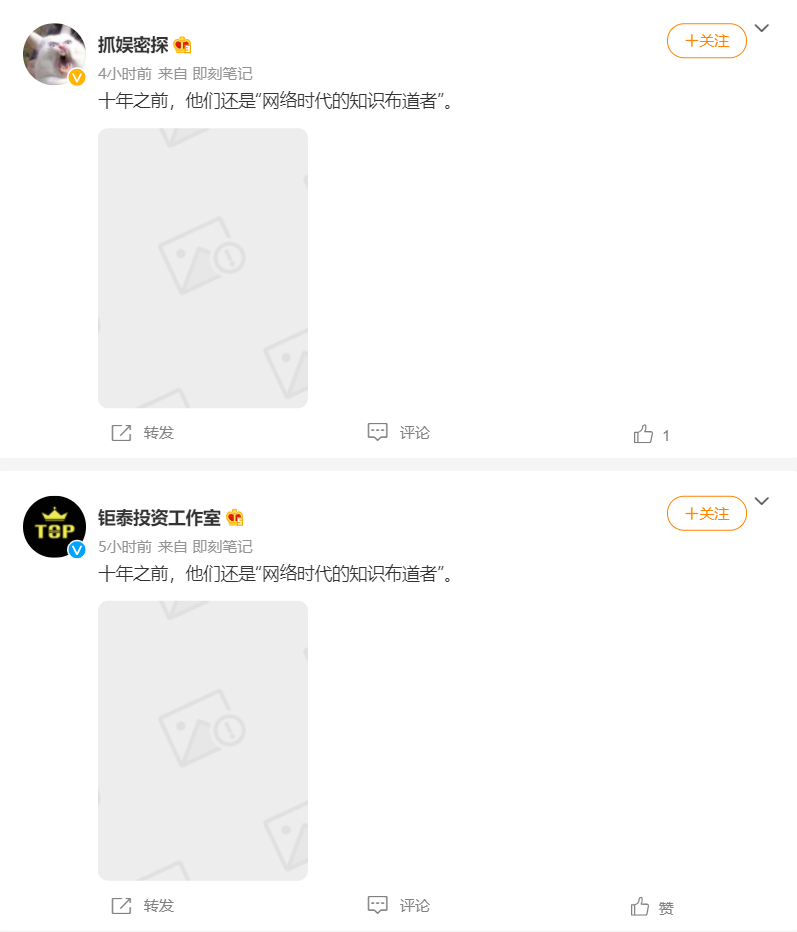 抓娱密探
+关注
4小时前 来自 即刻笔记
十年之前，他们还是“网络时代的知识布道者”。
转发
评论
1
TOP
钜泰投资工作室
+关注
5小时前 来自 即刻笔记
十年之前，他们还是“网络时代的知识布道者”。
转发
评论
赞